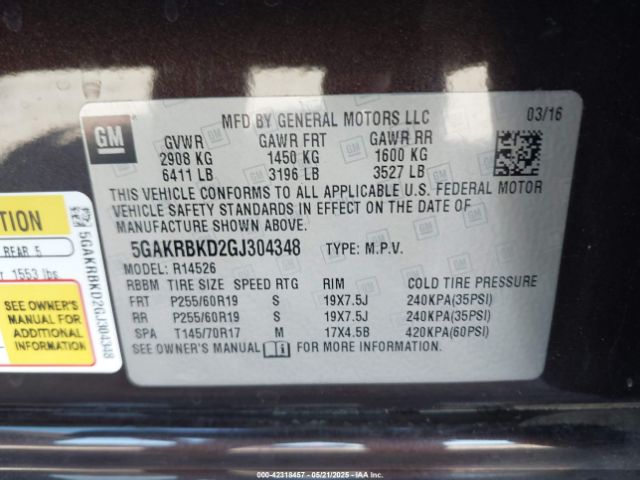 GM
MFD BY GENERAL MOTORS LLC
03/16
GVWR GAWR FRT GAWR RR
2908 KG 1450 KG 1600 KG
6411 LB 3196 LB 3527 LB
THIS VEHICLE CONFORMS TO ALL APPLICABLE U.S. FEDERAL MOTOR
VEHICLE SAFETY STANDARDS IN EFFECT ON THE DATE OF
MANUFACTURE SHOWN ABOVE.
5GAKRBKD2GJ304348 TYPE: M.P.V.
MODEL: R14526
RBBM TIRE SIZE SPEED RTG RIM COLD TIRE PRESSURE
FRT P255/60R19 S 19X7.5J 240KPA(35PSI)
RR P255/60R19 S 19X7.5J 240KPA(35PSI)
SPA T145/70R17 M 17X4.5B 420KPA(60PSI)
SEE OWNER'S MANUAL FOR MORE INFORMATION.
TION
REAR 5
1553 lbs.
SEE OWNER'S
MANUAL FOR
ADDITIONAL
INFORMATION
5GAKRBKD2GJ304348
000-42318457 - 05/21/2025 - IAA Inc.